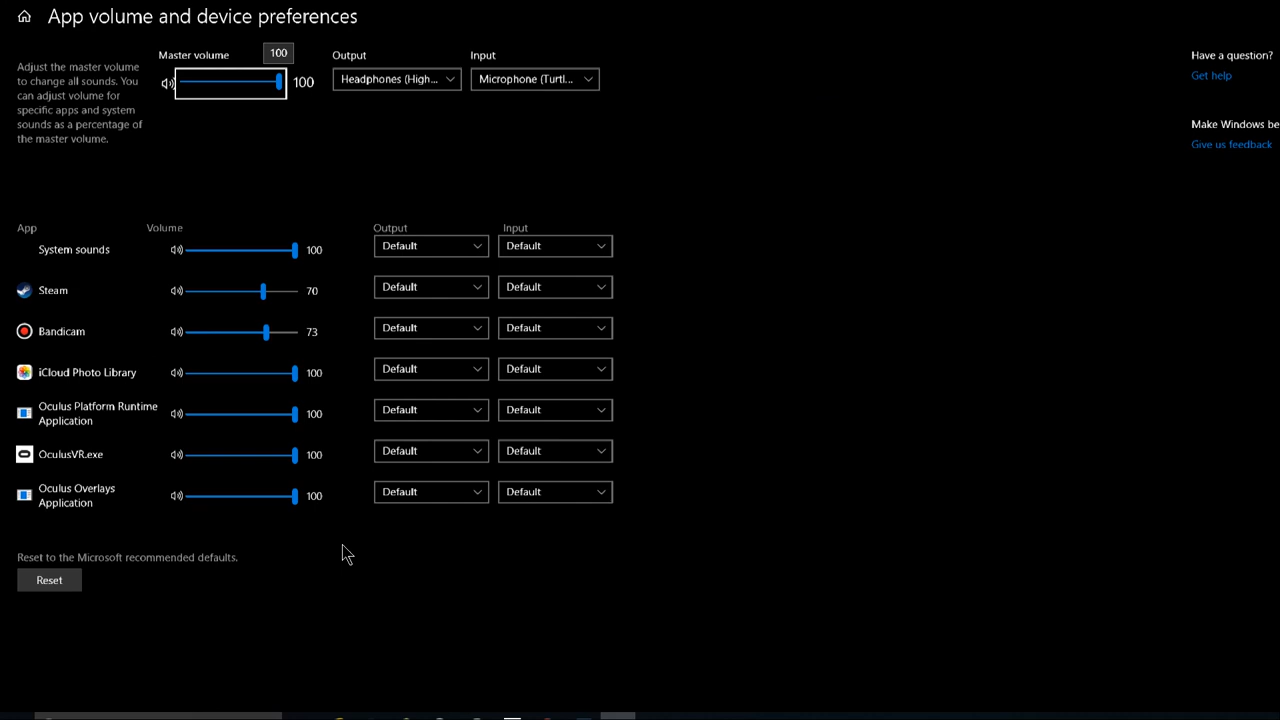 App volume and device preferences
Master volume
100
Output
Input
Have a question?
Adjust the master volume
to change all sounds. You
can adjust volume for
specific apps and system
sounds as a percentage of
the master volume.
100
Headphones (High...
Microphone (Turtl...
Get help
Make Windows be
Give us feedback
App
Volume
Output
Input
System sounds
100
Default
Default
Steam
70
Default
Default
Bandicam
73
Default
Default
iCloud Photo Library
100
Default
Default
Oculus Platform Runtime
Application
100
Default
Default
OculusVR.exe
100
Default
Default
Oculus Overlays
Application
100
Default
Default
Reset to the Microsoft recommended defaults.
Reset